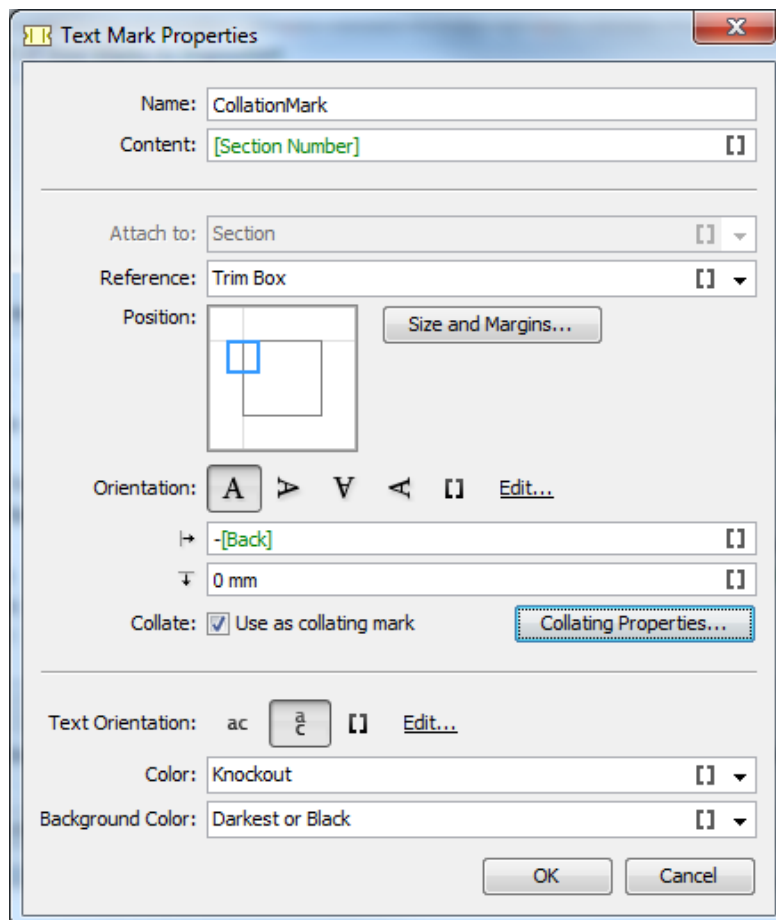 Text Mark Properties
Name: CollationMark
Content: [Section Number]
Attach to: Section
Reference: Trim Box
Position: Size and Margins...
Orientation: A A A A Edit...
-[Back]
0 mm
Collate: Use as collating mark Collating Properties...
Text Orientation: ac a c Edit...
Color: Knockout
Background Color: Darkest or Black
OK Cancel